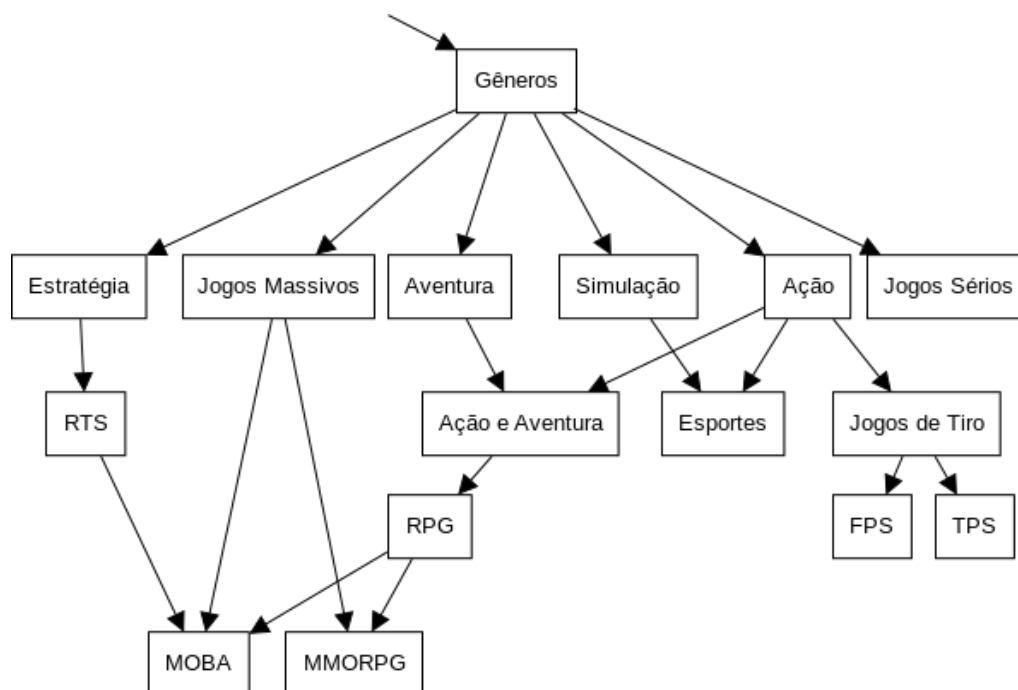 Gêneros
Estratégia
Jogos Massivos
Aventura
Simulação
Ação
Jogos Sérios
RTS
Ação e Aventura
Esportes
Jogos de Tiro
RPG
FPS
TPS
MOBA
MMORPG